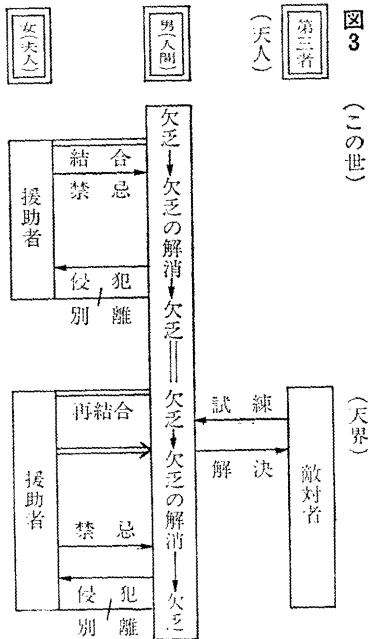 図3
(この世)
(天界)
第三者
(天人)
敵対者
試練
解決
男(人間)
欠乏→欠乏の解消→欠乏
欠乏→欠乏の解消→欠乏
女(夫人)
結合
禁忌
侵犯
別離
援助者
再結合
禁忌
侵犯
別離
援助者